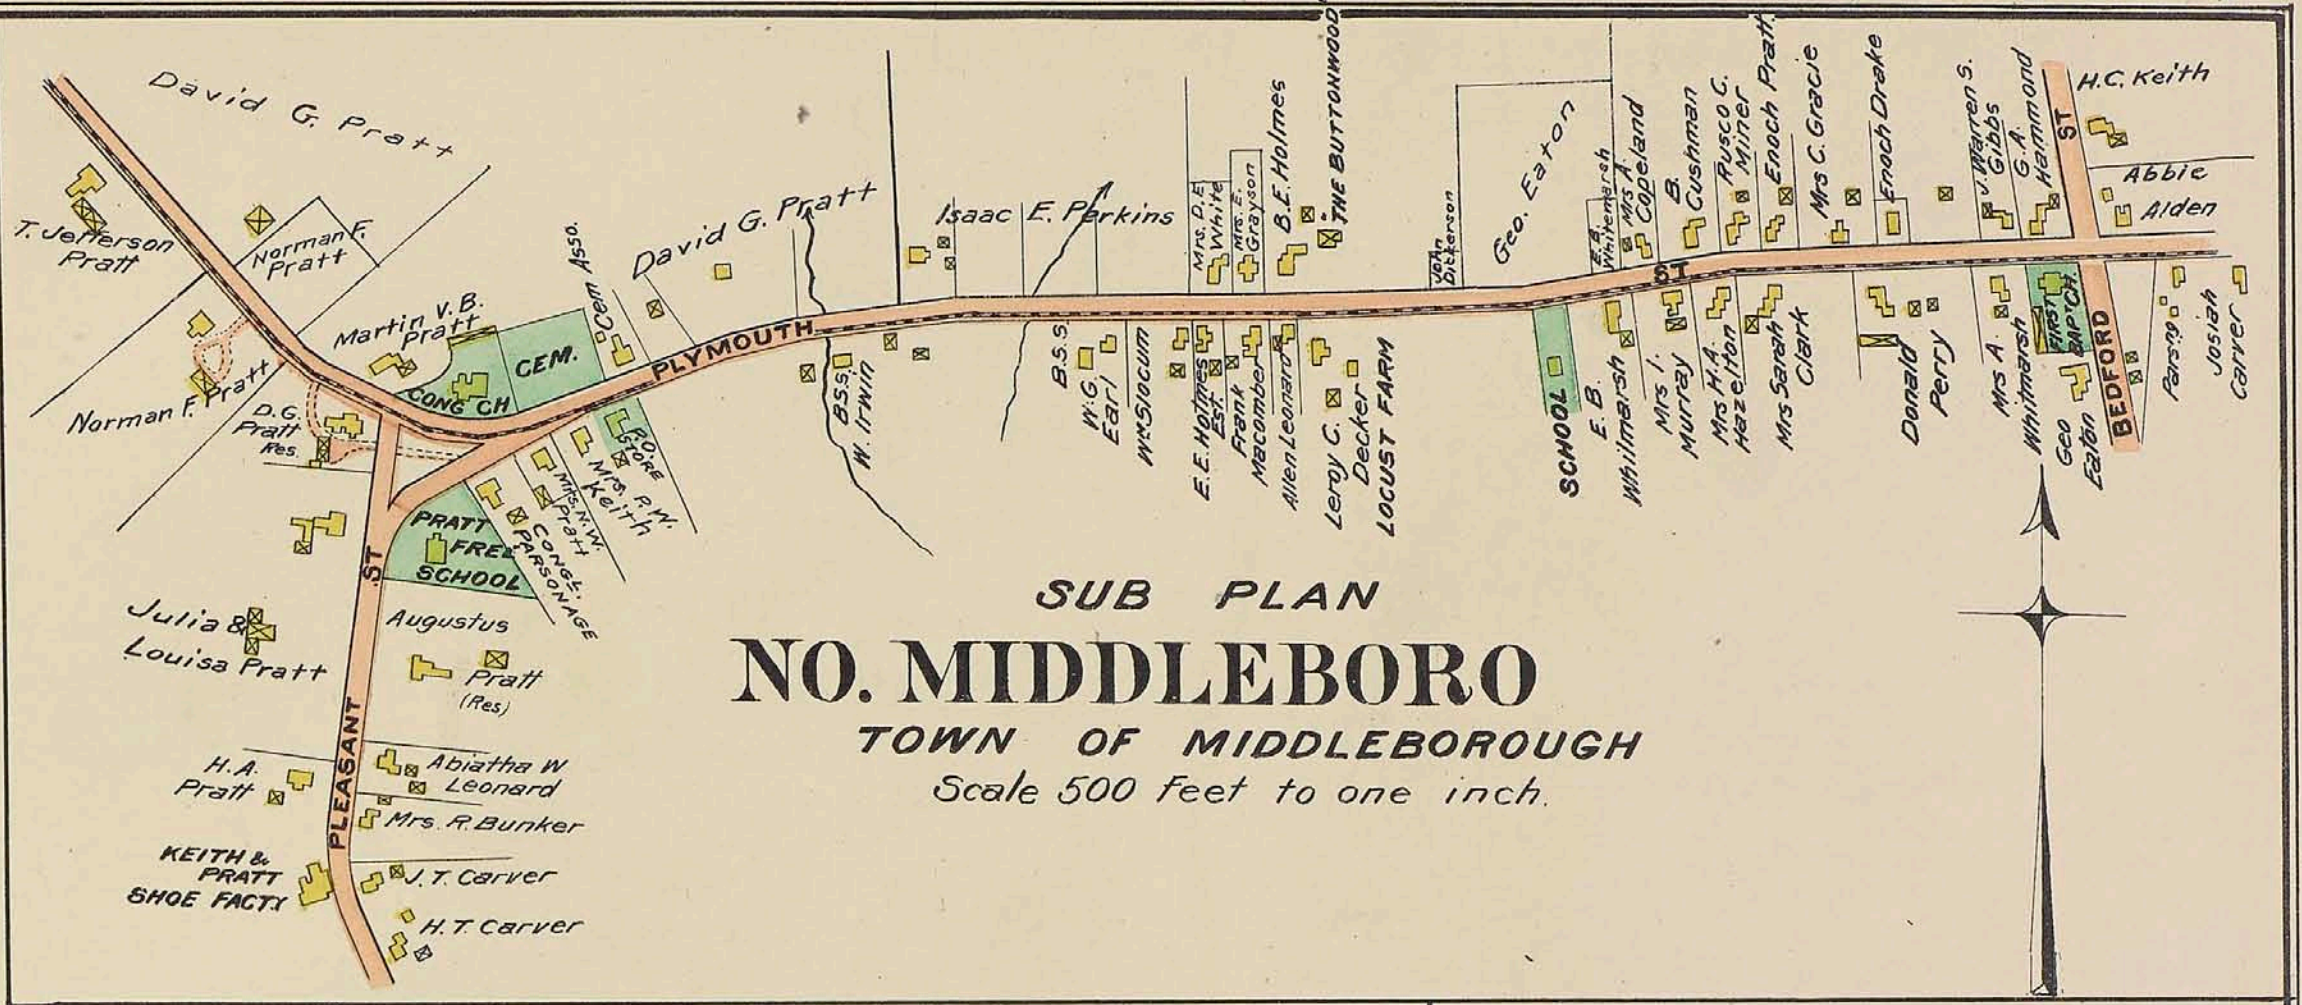 David G. Pratt
T. Jefferson
Pratt
Norman F.
Pratt
Martin V. B.
Pratt
Norman F. Pratt
D.G.
Pratt
Res.
CONG CH
CEM.
Cem Asso.
David G. Pratt
PLYMOUTH
ST
Isaac E. Perkins
Mrs. D.E.
White
Mrs. E.
Grayson
B.E. Holmes
"THE BUTTONWOOD"
John
Dickerson
Geo. Eaton
E.B.
Whitemarsh
Mrs A.
Copeland
B.
Cushman
Rusco C.
Miner
Enoch Pratt
Mrs C. Gracie
Enoch Drake
J. Warren S.
Gibbs
G.A.
Hammond
ST
H.C. Keith
Abbie
Alden
B.S.S.
W. Irwin
B.S.S
W.G.
Earl
Wm Slocum
E.E. Holmes
Est.
Frank
Macomber
Allen Leonard
Leroy C.
Decker
LOCUST FARM
SCHOOL
E. B.
Whitmarsh
Mrs I.
Murray
Mrs H.A.
Hazelton
Mrs Sarah
Clark
Donald
Perry
Mrs A.
Whitmarsh
FIRST
BAPT CH
Geo
Eaton
BEDFORD
Parsng
Josiah
Carver
P.O.
STORE
Mrs. P.W.
Keith
Mrs. N.W.
Pratt
CONGL.
PARSONAGE
PRATT
FREE
SCHOOL
ST
PLEASANT
Julia &
Louisa Pratt
Augustus
Pratt
(Res)
H.A.
Pratt
Abiatha W
Leonard
Mrs. R. Bunker
KEITH &
PRATT
SHOE FACTY
J. T. Carver
H. T. Carver
SUB PLAN
NO. MIDDLEBORO
TOWN OF MIDDLEBOROUGH
Scale 500 feet to one inch.